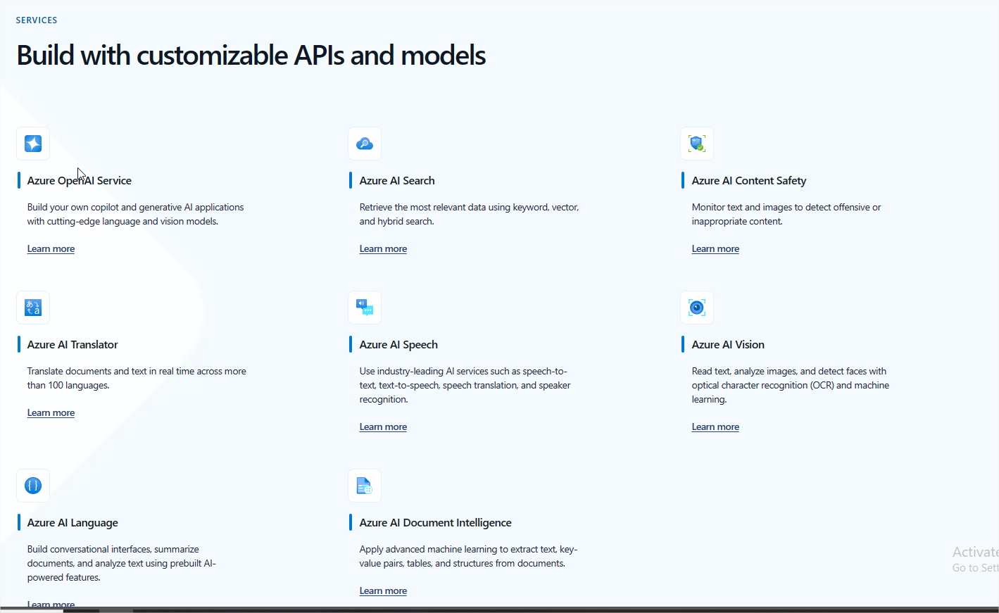 SERVICES
Build with customizable APIs and models
Azure OpenAI Service
Build your own copilot and generative AI applications
with cutting-edge language and vision models.
Learn more
Azure AI Search
Retrieve the most relevant data using keyword, vector,
and hybrid search.
Learn more
Azure AI Content Safety
Monitor text and images to detect offensive or
inappropriate content.
Learn more
あ
a
Azure AI Translator
Translate documents and text in real time across more
than 100 languages.
Learn more
Azure AI Speech
Use industry-leading AI services such as speech-to-
text, text-to-speech, speech translation, and speaker
recognition.
Learn more
Azure AI Vision
Read text, analyze images, and detect faces with
optical character recognition (OCR) and machine
learning.
Learn more
{ }
Azure AI Language
Build conversational interfaces, summarize
documents, and analyze text using prebuilt AI-
powered features.
Learn more
Azure AI Document Intelligence
Apply advanced machine learning to extract text, key-
value pairs, tables, and structures from documents.
Learn more
Activate
Go to Sett